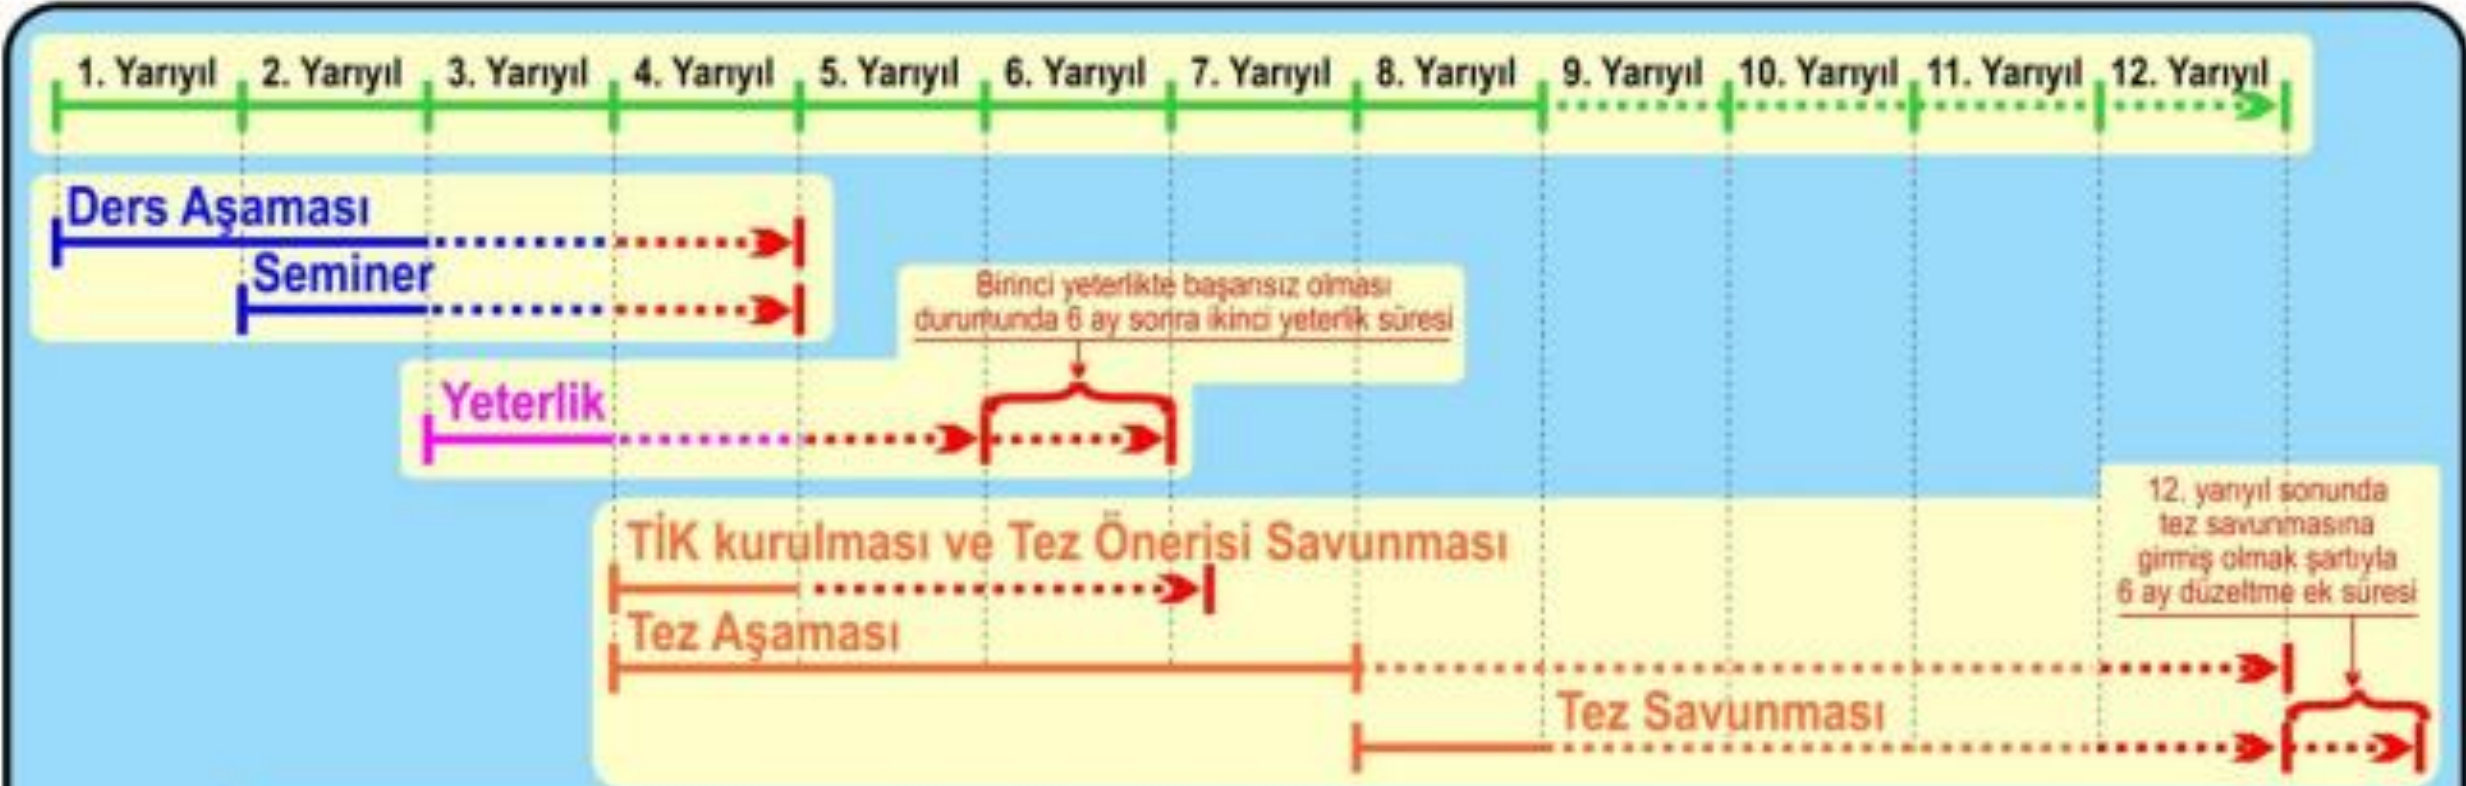 1. Yarıyıl 2. Yarıyıl 3. Yarıyıl 4. Yarıyıl 5. Yarıyıl 6. Yarıyıl 7. Yarıyıl 8. Yarıyıl 9. Yarıyıl 10. Yarıyıl 11. Yarıyıl 12. Yarıyıl
Ders Aşaması
Seminer
Birinci yeterlikte başarısız olması
durumunda 6 ay sonra ikinci yeterlik süresi
Yeterlik
12. yarıyıl sonunda
tez savunmasına
girmiş olmak şartıyla
6 ay düzeltme ek süresi
TİK kurulması ve Tez Önerisi Savunması
Tez Aşaması
Tez Savunması